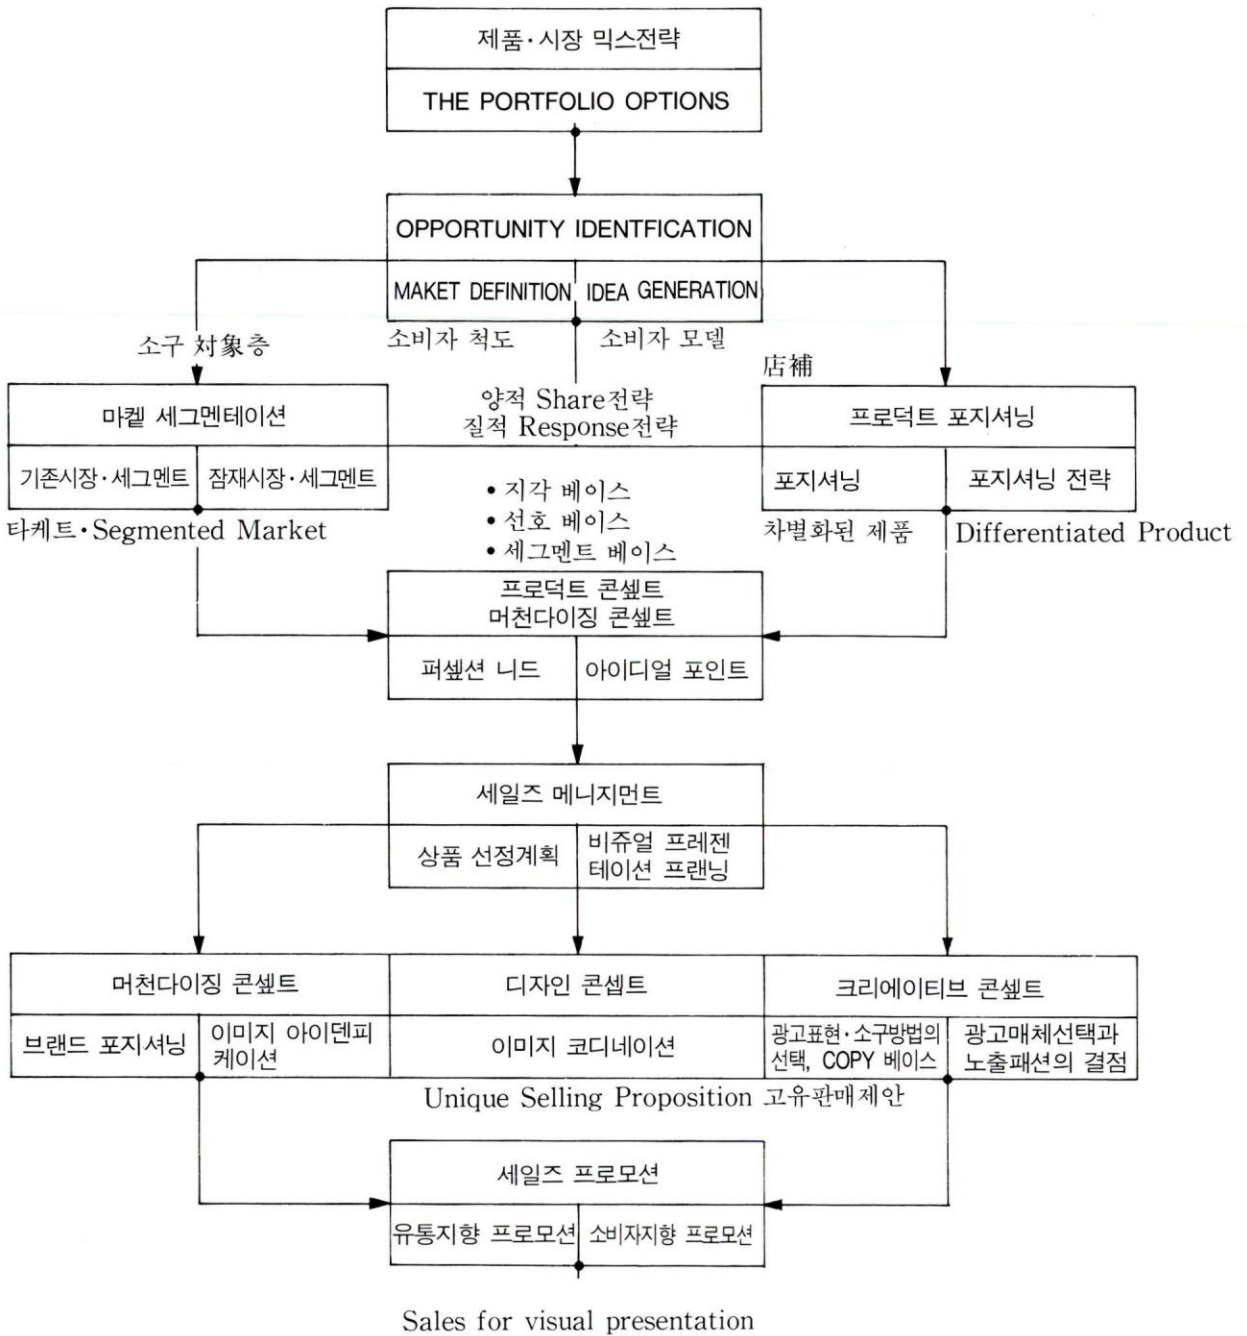 제품·시장 믹스전략
THE PORTFOLIO OPTIONS
OPPORTUNITY IDENTFICATION
MAKET DEFINITION
IDEA GENERATION
소비자 척도
소비자 모델
소구 対象층
店補
마켙 세그멘테이션
양적 Share전략
질적 Response전략
프로덕트 포지셔닝
기존시장·세그멘트
잠재시장·세그멘트
포지셔닝
포지셔닝 전략
타케트·Segmented Market
• 지각 베이스
• 선호 베이스
• 세그멘트 베이스
차별화된 제품
Differentiated Product
프로덕트 콘셒트
머천다이징 콘셒트
퍼셒션 니드
아이디얼 포인트
세일즈 메니지먼트
상품 선정계획
비쥬얼 프레젠
테이션 프랜닝
머천다이징 콘셒트
디자인 콘셉트
크리에이티브 콘셒트
브랜드 포지셔닝
이미지 아이덴피
케이션
이미지 코디네이션
광고표현·소구방법의
선택, COPY 베이스
광고매체선택과
노출패션의 결점
Unique Selling Proposition 고유판매제안
세일즈 프로모션
유통지향 프로모션
소비자지향 프로모션
Sales for visual presentation